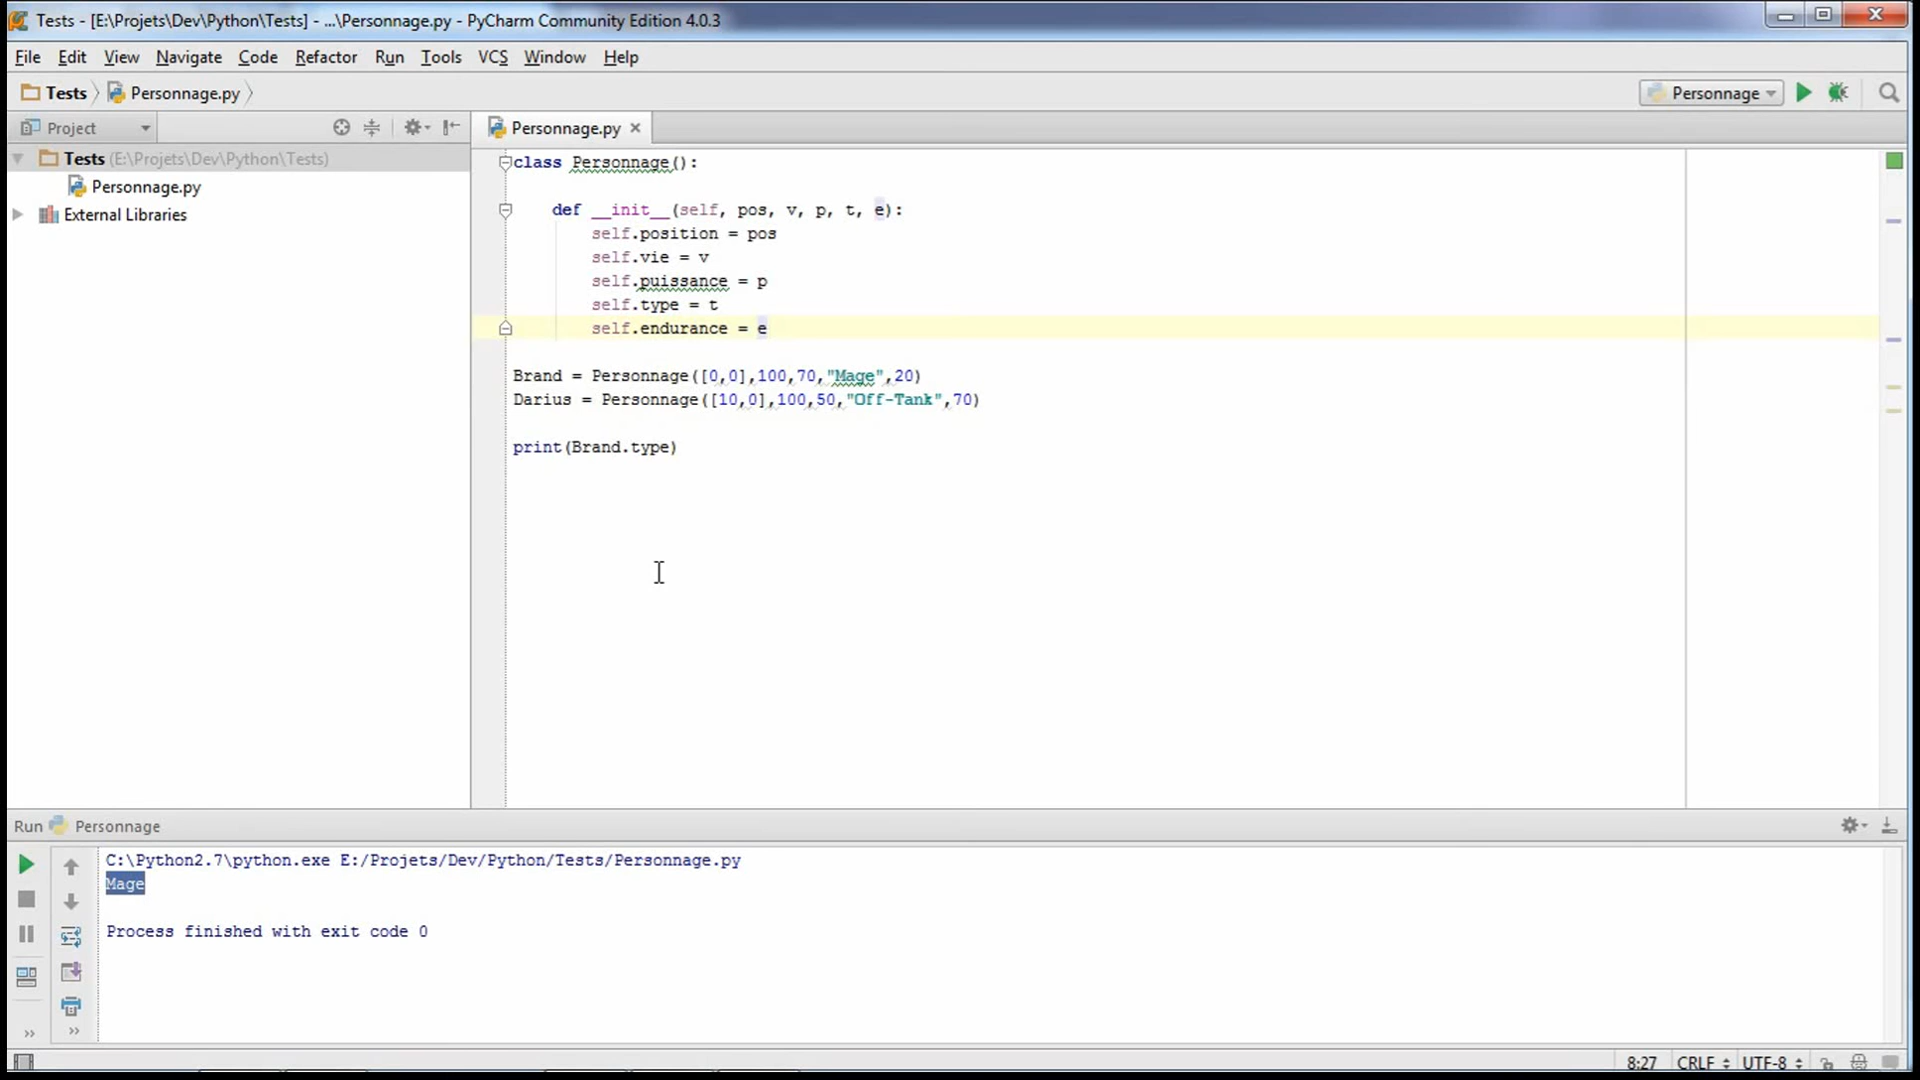 Tests - [E:\Projets\Dev\Python\Tests] - ...\Personnage.py - PyCharm Community Edition 4.0.3
File Edit View Navigate Code Refactor Run Tools VCS Window Help
Tests Personnage.py Personnage
Project Personnage.py
Tests (E:\Projets\Dev\Python\Tests)
Personnage.py
External Libraries
class Personnage():
def __init__(self, pos, v, p, t, e):
self.position = pos
self.vie = v
self.puissance = p
self.type = t
self.endurance = e
Brand = Personnage([0,0],100,70,"Mage",20)
Darius = Personnage([10,0],100,50,"Off-Tank",70)
print(Brand.type)
Run Personnage
C:\Python2.7\python.exe E:/Projets/Dev/Python/Tests/Personnage.py
Mage
Process finished with exit code 0
8:27 CRLF UTF-8